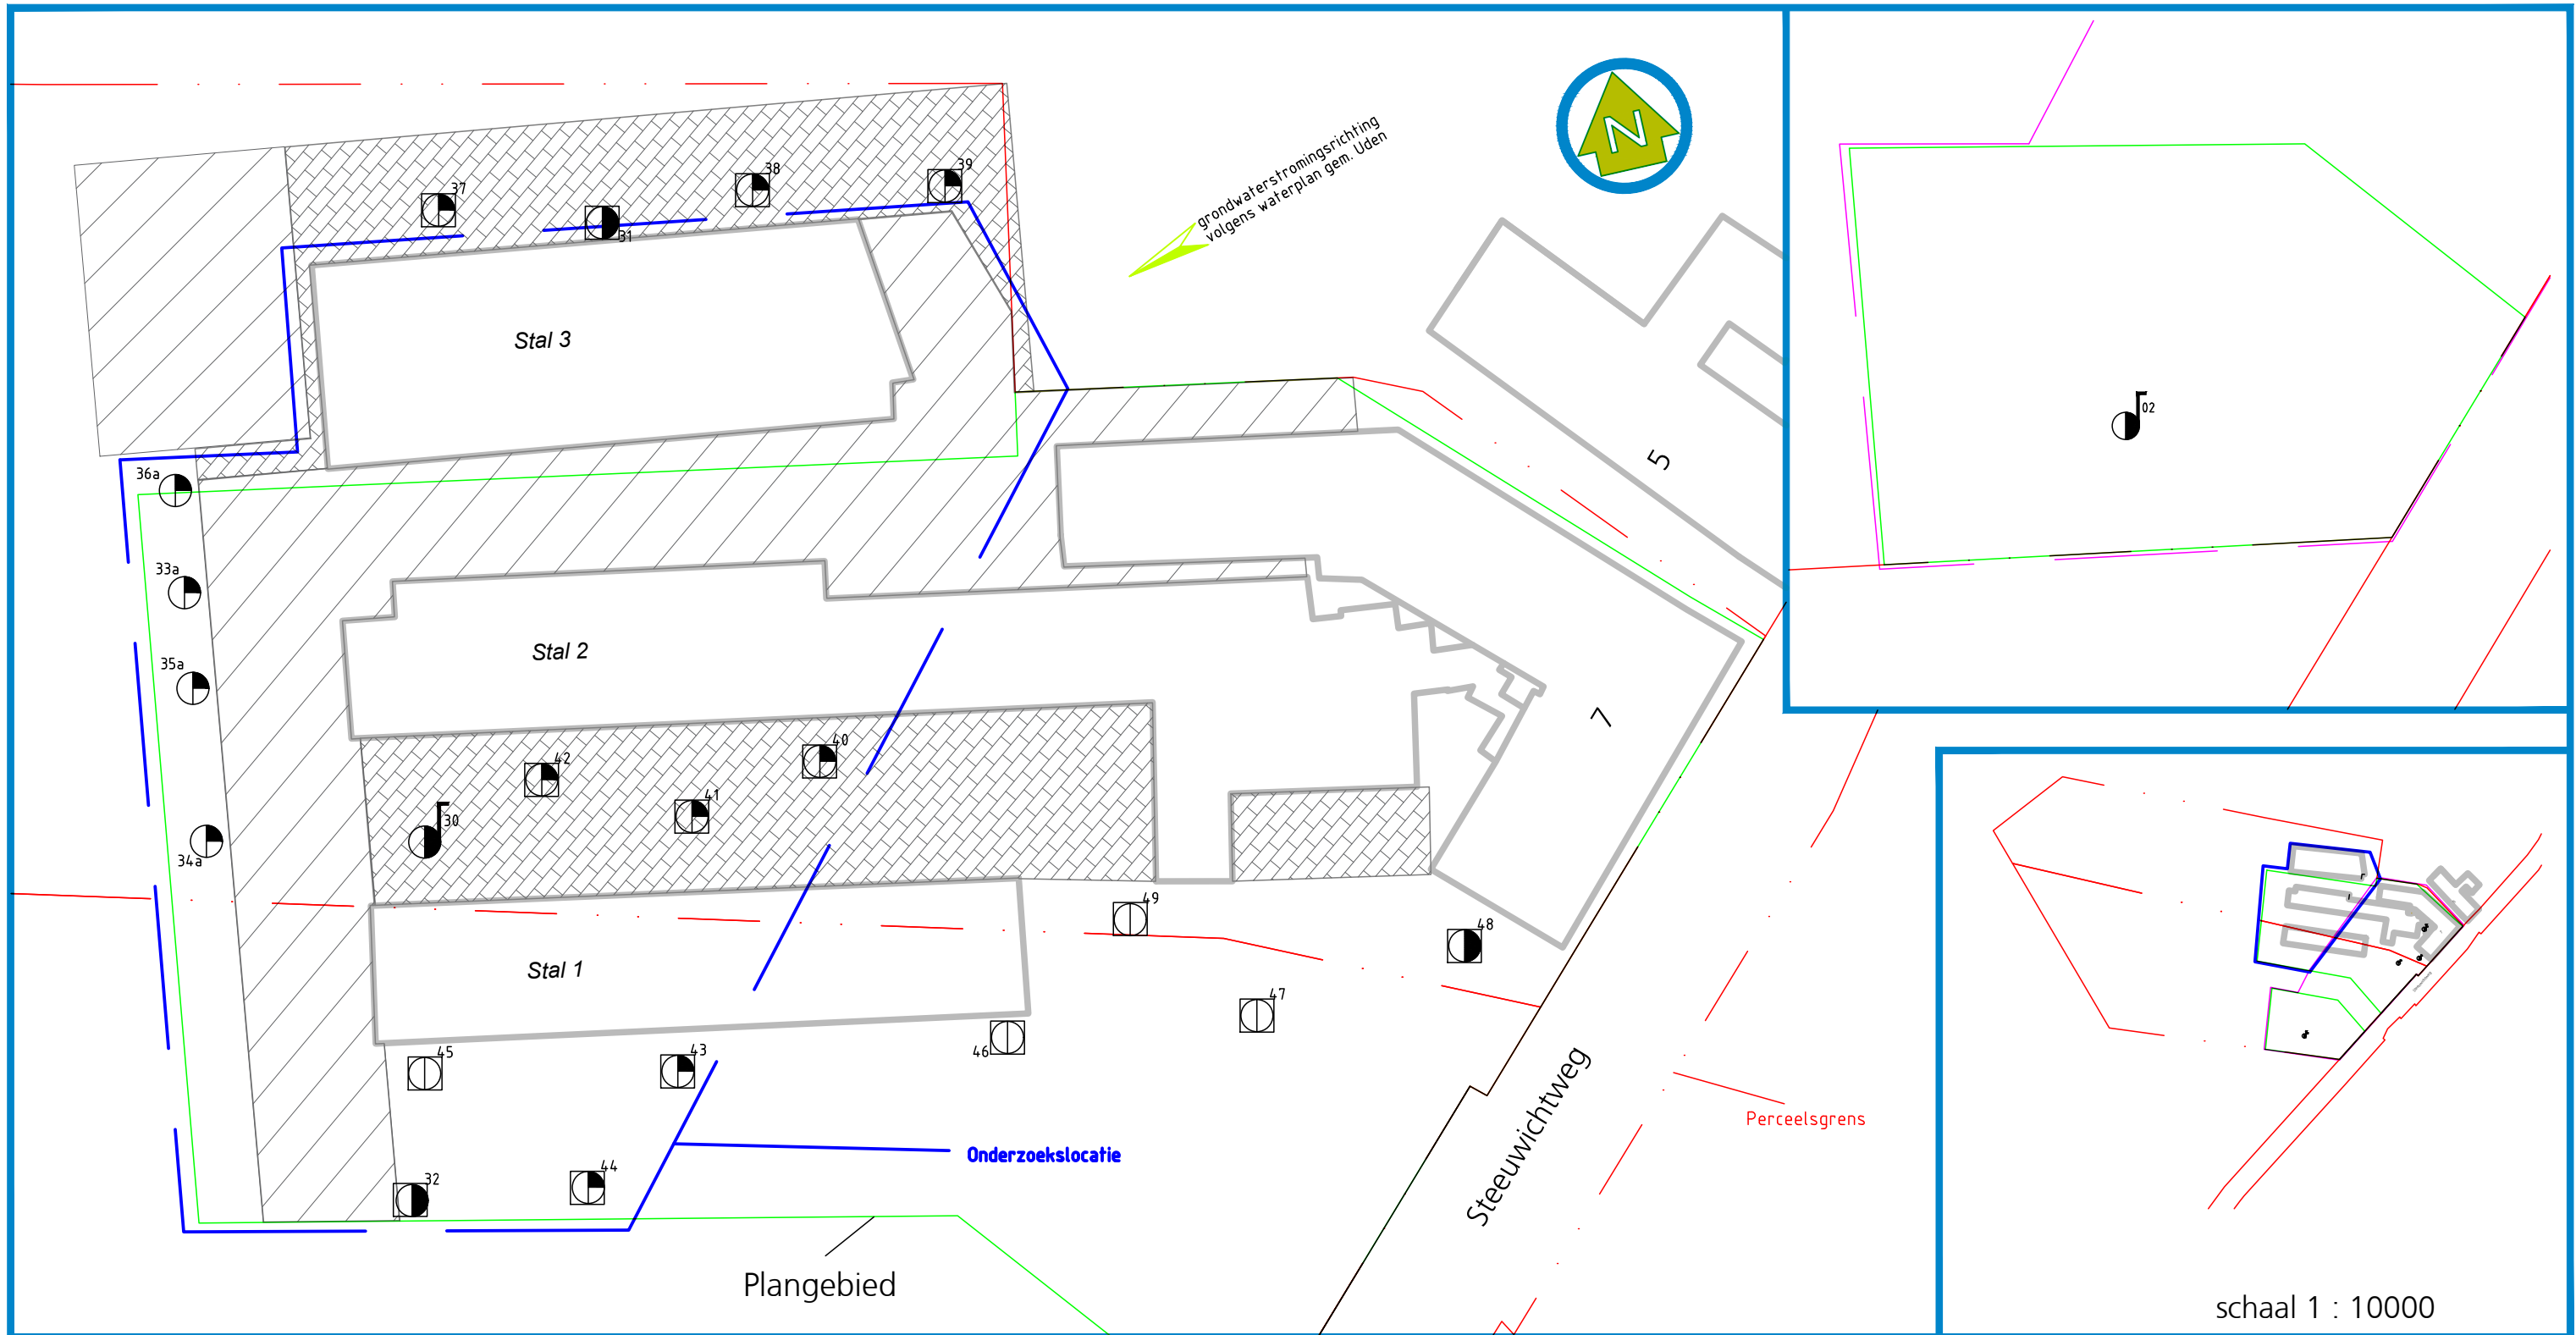 grondwaterstromingsrichting
volgens waterplan gem. Uden
N
37
31
38
39
Stal 3
36a
33a
35a
34a
Stal 2
5
7
42
40
41
30
Stal 1
49
48
47
46
45
43
44
32
Onderzoekslocatie
Plangebied
Steeuwichtweg
Perceelsgrens
02
schaal 1 : 10000